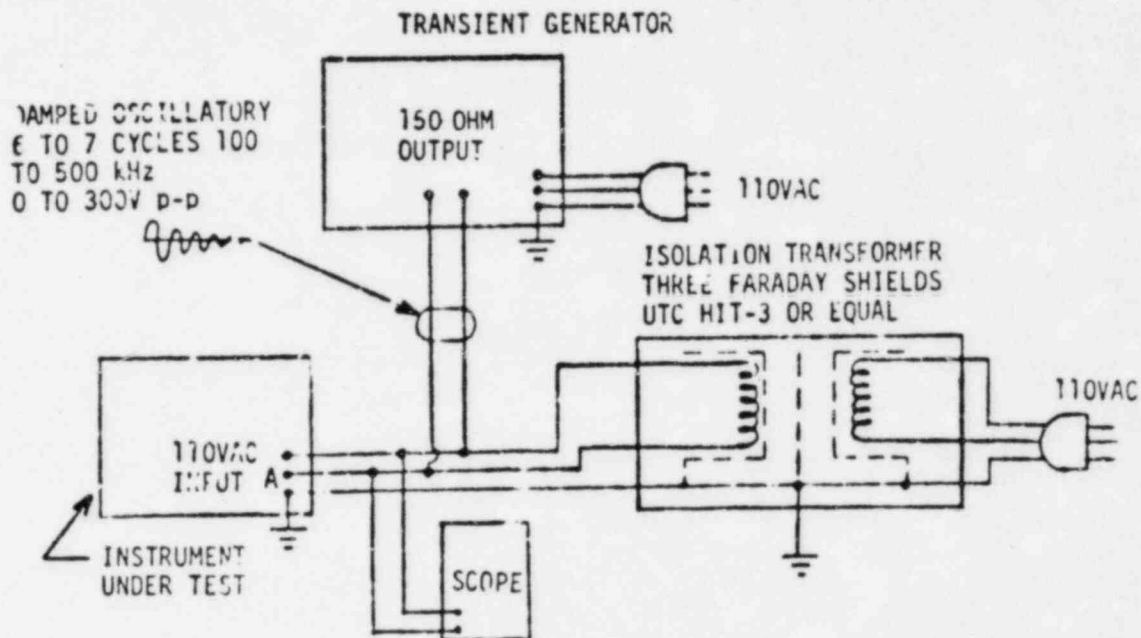 TRANSIENT GENERATOR
DAMPED OSCILLATORY
6 TO 7 CYCLES 100
TO 500 kHz
0 TO 300V p-p
150 OHM
OUTPUT
110VAC
ISOLATION TRANSFORMER
THREE FARADAY SHIELDS
UTC HIT-3 OR EQUAL
110VAC
110VAC
INPUT A
INSTRUMENT
UNDER TEST
SCOPE